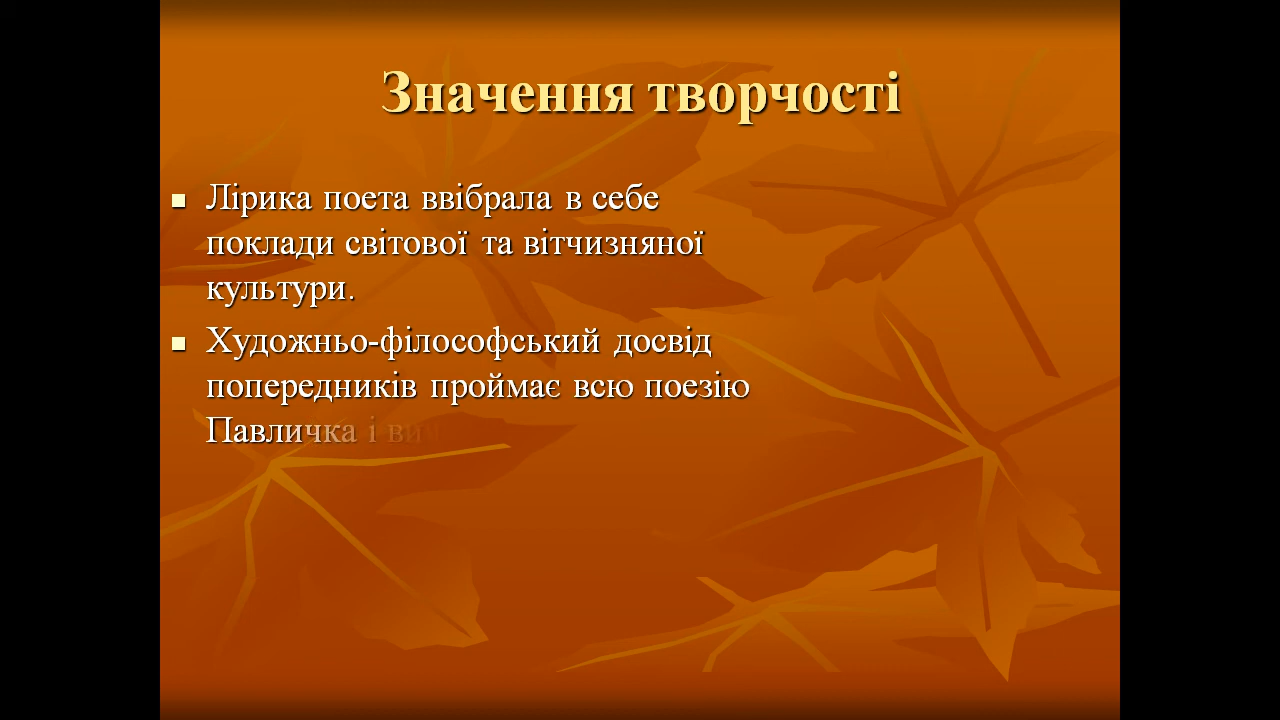 Значення творчості
Лірика поета ввібрала в себе
поклади світової та вітчизняної
культури.
Художньо-філософський досвід
попередників проймає всю поезію
Павличка і